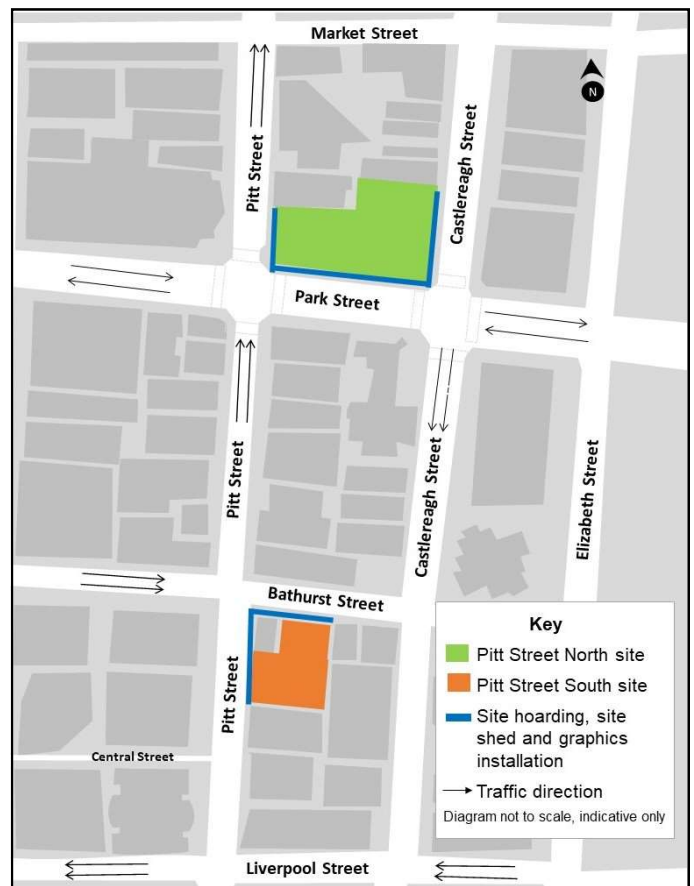 Market Street
N
Pitt Street
Castlereagh Street
Park Street
Pitt Street
Castlereagh Street
Elizabeth Street
Bathurst Street
Pitt Street
Central Street
Liverpool Street
Key
Pitt Street North site
Pitt Street South site
Site hoarding, site
shed and graphics
installation
Traffic direction
Diagram not to scale, indicative only